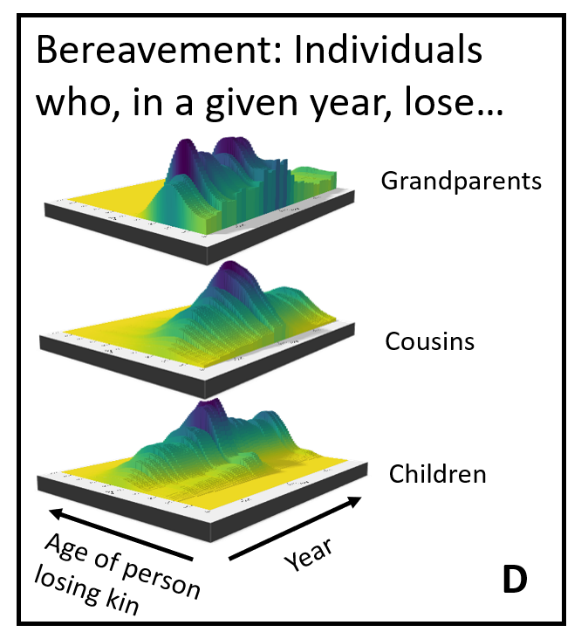 Bereavement: Individuals
who, in a given year, lose...
Grandparents
Cousins
Children
Age of person
losing kin
Year
D